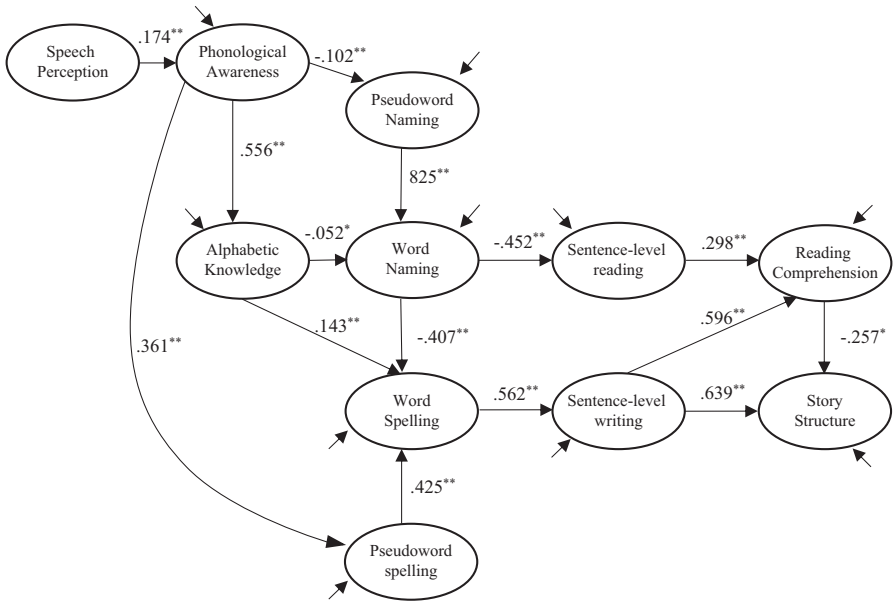 Speech
Perception
.174**
Phonological
Awareness
-.102**
Pseudoword
Naming
.556**
825**
Alphabetic
Knowledge
-.052*
Word
Naming
-.452**
Sentence-level
reading
.298**
Reading
Comprehension
.361**
.143**
-.407**
.596**
-.257*
Word
Spelling
.562**
Sentence-level
writing
.639**
Story
Structure
.425**
Pseudoword
spelling